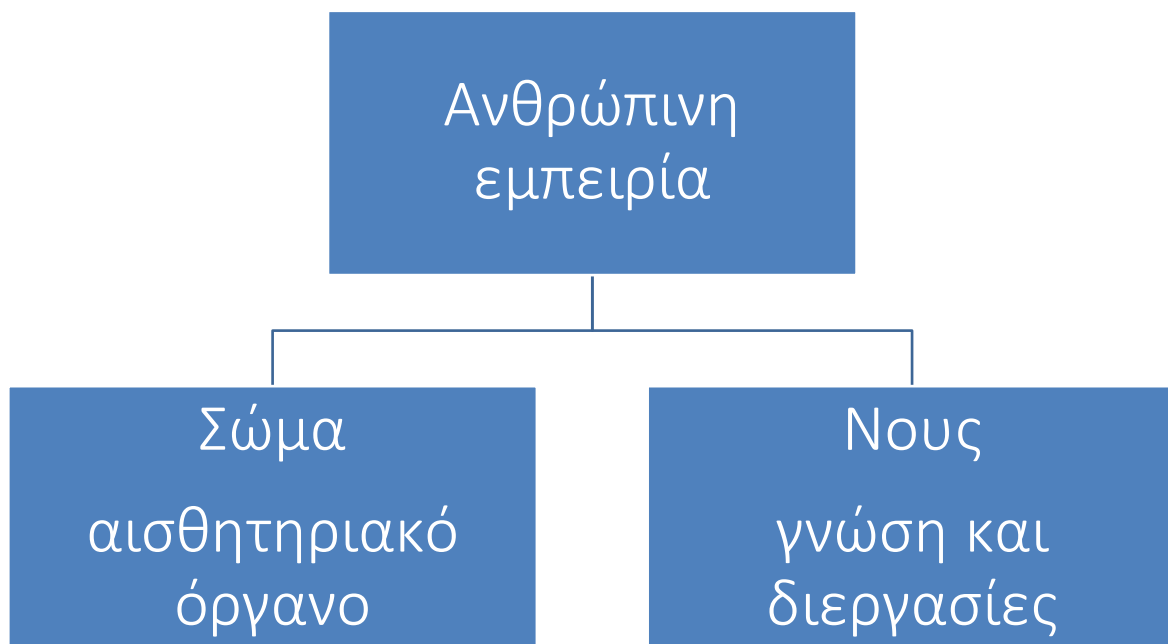 Ανθρώπινη
εμπειρία
Σώμα
αισθητηριακό
όργανο
Νους
γνώση και
διεργασίες